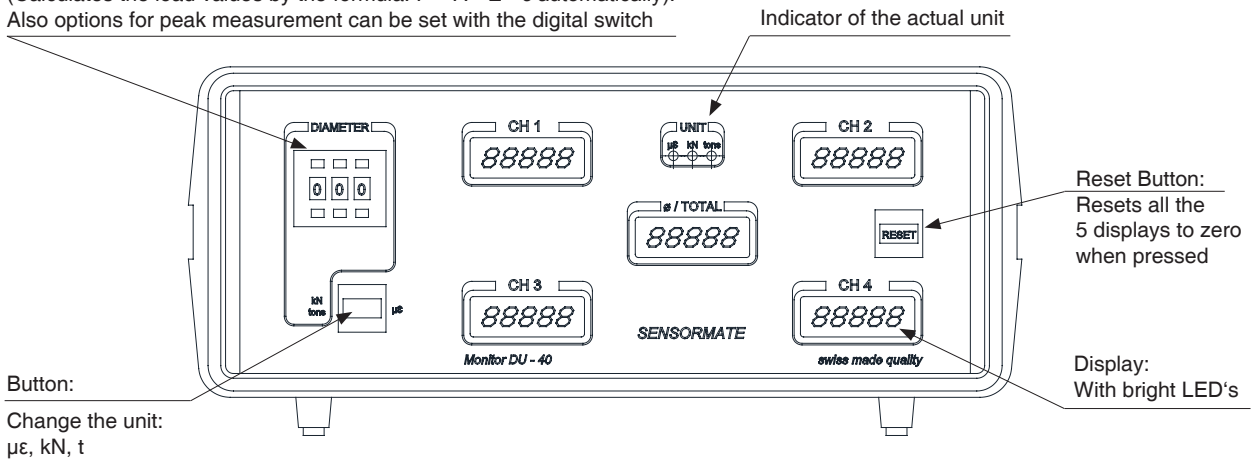 Also options for peak measurement can be set with the digital switch
Indicator of the actual unit
DIAMETER
0 0 0
kN
tons
µε
CH 1
88888
UNIT
µε kN tons
CH 2
88888
ø / TOTAL
88888
RESET
CH 3
88888
CH 4
88888
SENSORMATE
Monitor DU - 40
swiss made quality
Reset Button:
Resets all the
5 displays to zero
when pressed
Display:
With bright LED‘s
Button:
Change the unit:
µε, kN, t